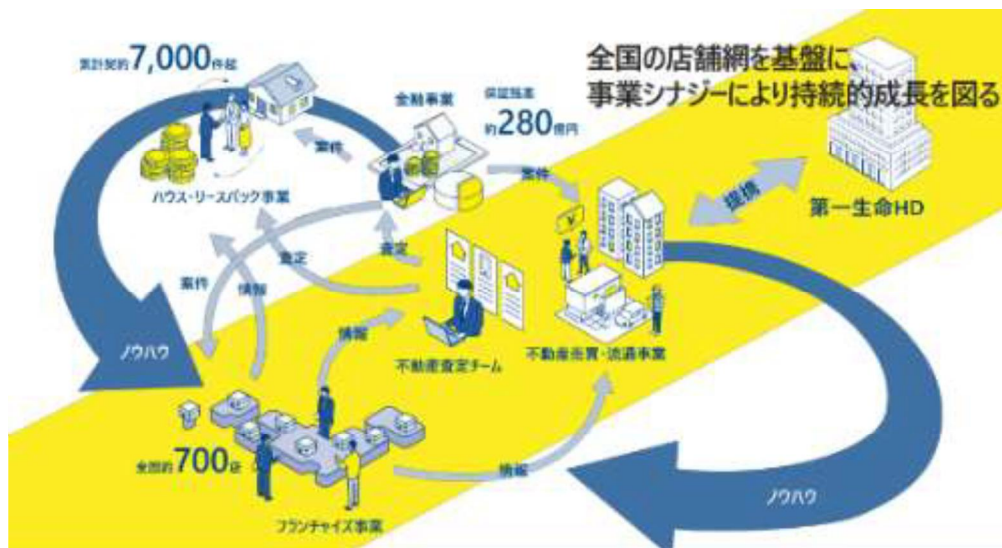 累計契約7,000件超
全国の店舗網を基盤に、
事業シナジーにより持続的成長を図る
金融事業
保証残高
約280億円
案件
案件
ハウス・リースバック事業
提携
第一生命HD
査定
査定
案件
情報
情報
ノウハウ
不動産査定チーム
不動産売買・流通事業
全国約700店
情報
ノウハウ
フランチャイズ事業